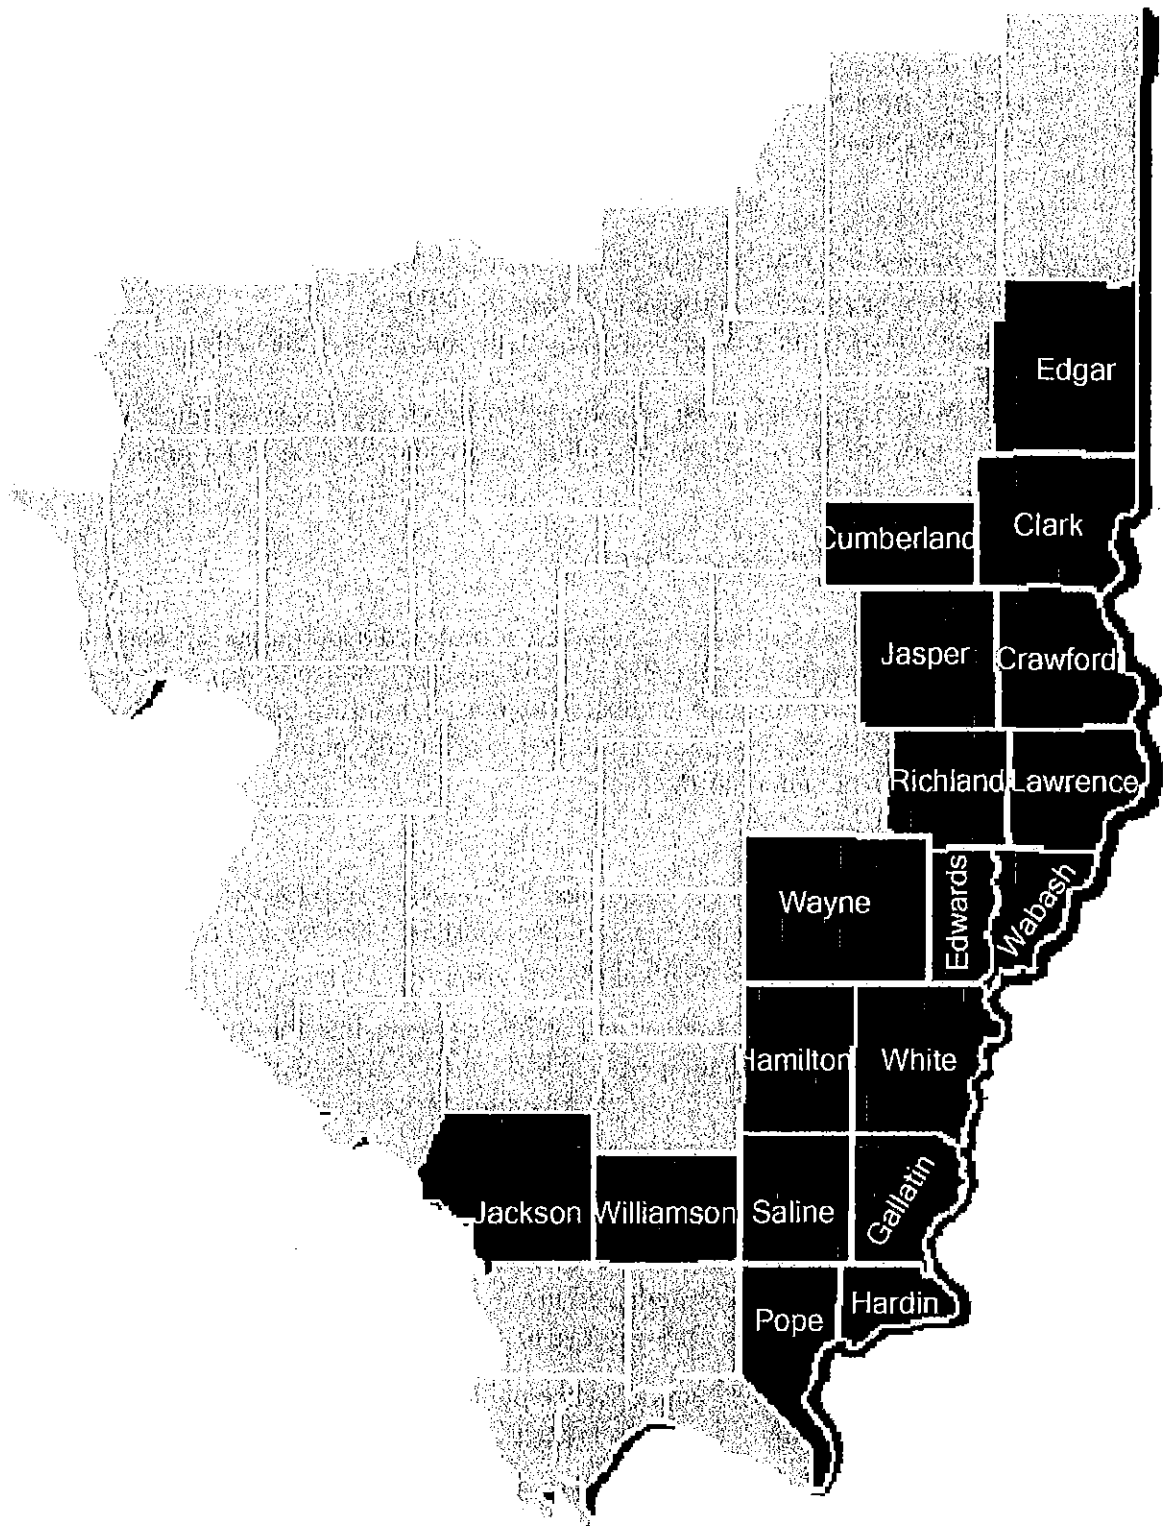 Edgar
Clark
Cumberland
Jasper
Crawford
Richland
Lawrence
Wayne
Edwards
Wabash
Hamilton
White
Jackson
Williamson
Saline
Gallatin
Pope
Hardin